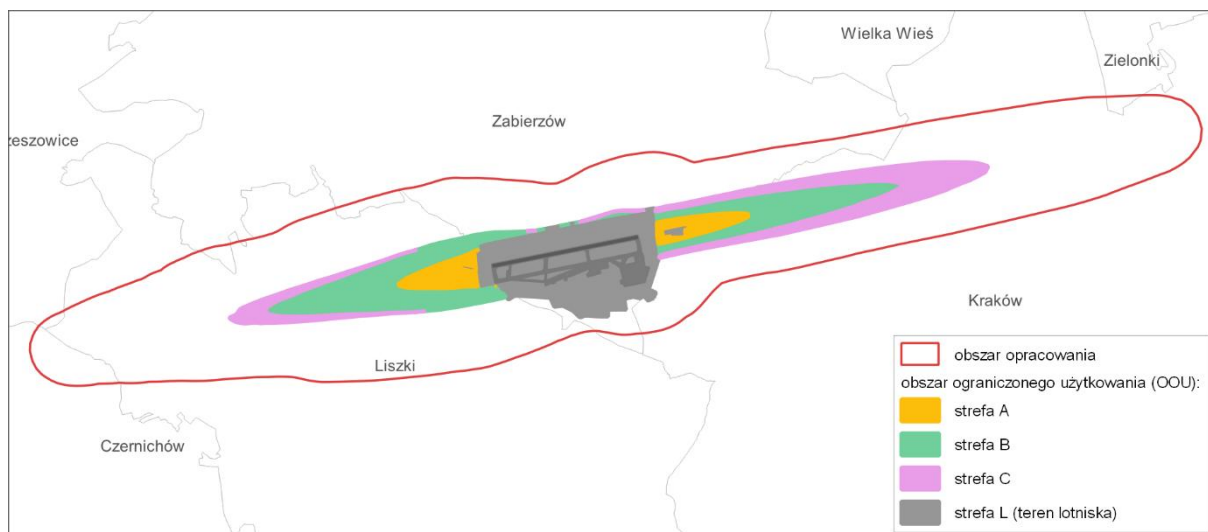 Wielka Wieś
Zielonki
Zabierzów
zeszowice
Kraków
Liszki
Czernichów
obszar opracowania
obszar ograniczonego użytkowania (OOU):
strefa A
strefa B
strefa C
strefa L (teren lotniska)